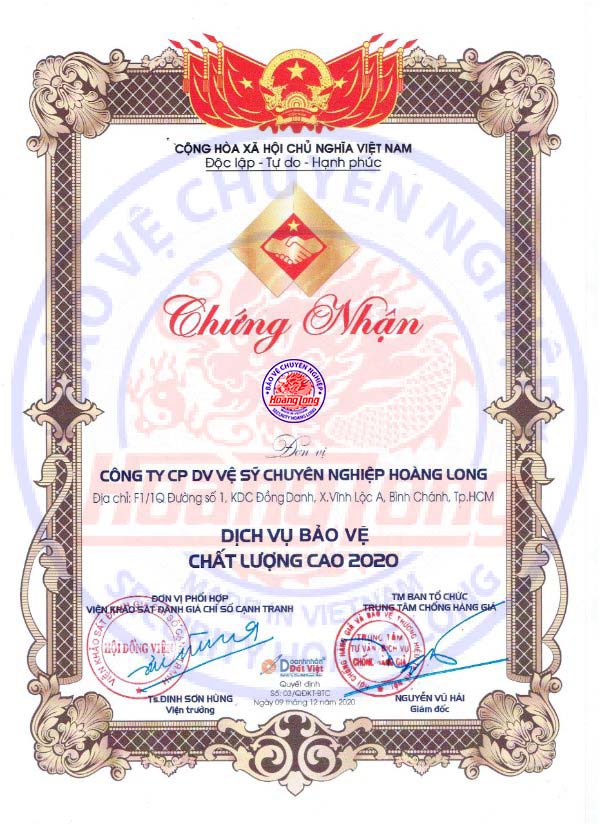 CỘNG HÒA XÃ HỘI CHỦ NGHĨA VIỆT NAM
Độc lập - Tự do - Hạnh phúc
Chứng Nhận
BẢO VỆ CHUYÊN NGHIỆP
Hoàng Long
MADE IN VIETNAM
SECURITY HOANG LONG
Đơn vị
CÔNG TY CP DV VỆ SỸ CHUYÊN NGHIỆP HOÀNG LONG
Địa chỉ: F1/1Q Đường số 1, KDC Đồng Danh, X.Vĩnh Lộc A, Bình Chánh, Tp.HCM
DỊCH VỤ BẢO VỆ
CHẤT LƯỢNG CAO 2020
ĐƠN VỊ PHỐI HỢP
VIỆN KHẢO SÁT ĐÁNH GIÁ CHỈ SỐ CẠNH TRANH
TM BAN TỔ CHỨC
TRUNG TÂM CHỐNG HÀNG GIẢ
HỘI ĐỒNG VIỆN
TRUNG TÂM
TƯ VẤN DỊCH VỤ
CHỐNG HÀNG GIẢ
Doanh nhân
Đất Việt
Quyết định
Số: 03/QĐKT-BTC
Ngày 09 tháng 12 năm 2020
TS.ĐINH SƠN HÙNG
Viện trưởng
NGUYỄN VŨ HẢI
Giám đốc